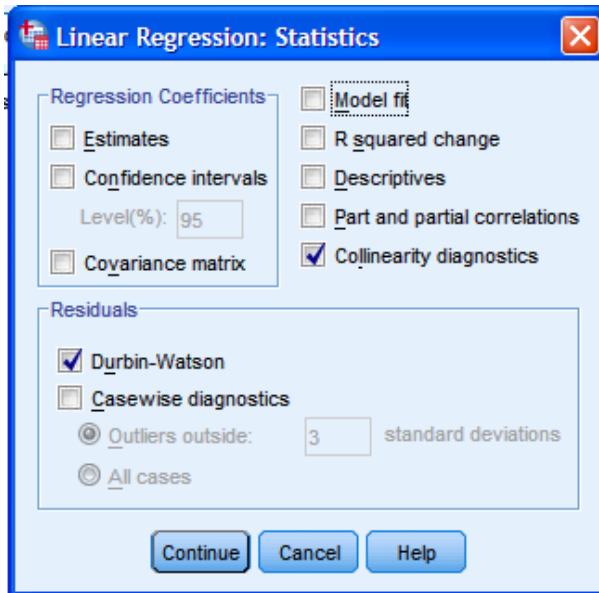 Linear Regression: Statistics
Regression Coefficients
Estimates
Confidence intervals
Level(%): 95
Covariance matrix
Model fit
R squared change
Descriptives
Part and partial correlations
Collinearity diagnostics
Residuals
Durbin-Watson
Casewise diagnostics
Outliers outside: 3 standard deviations
All cases
Continue Cancel Help